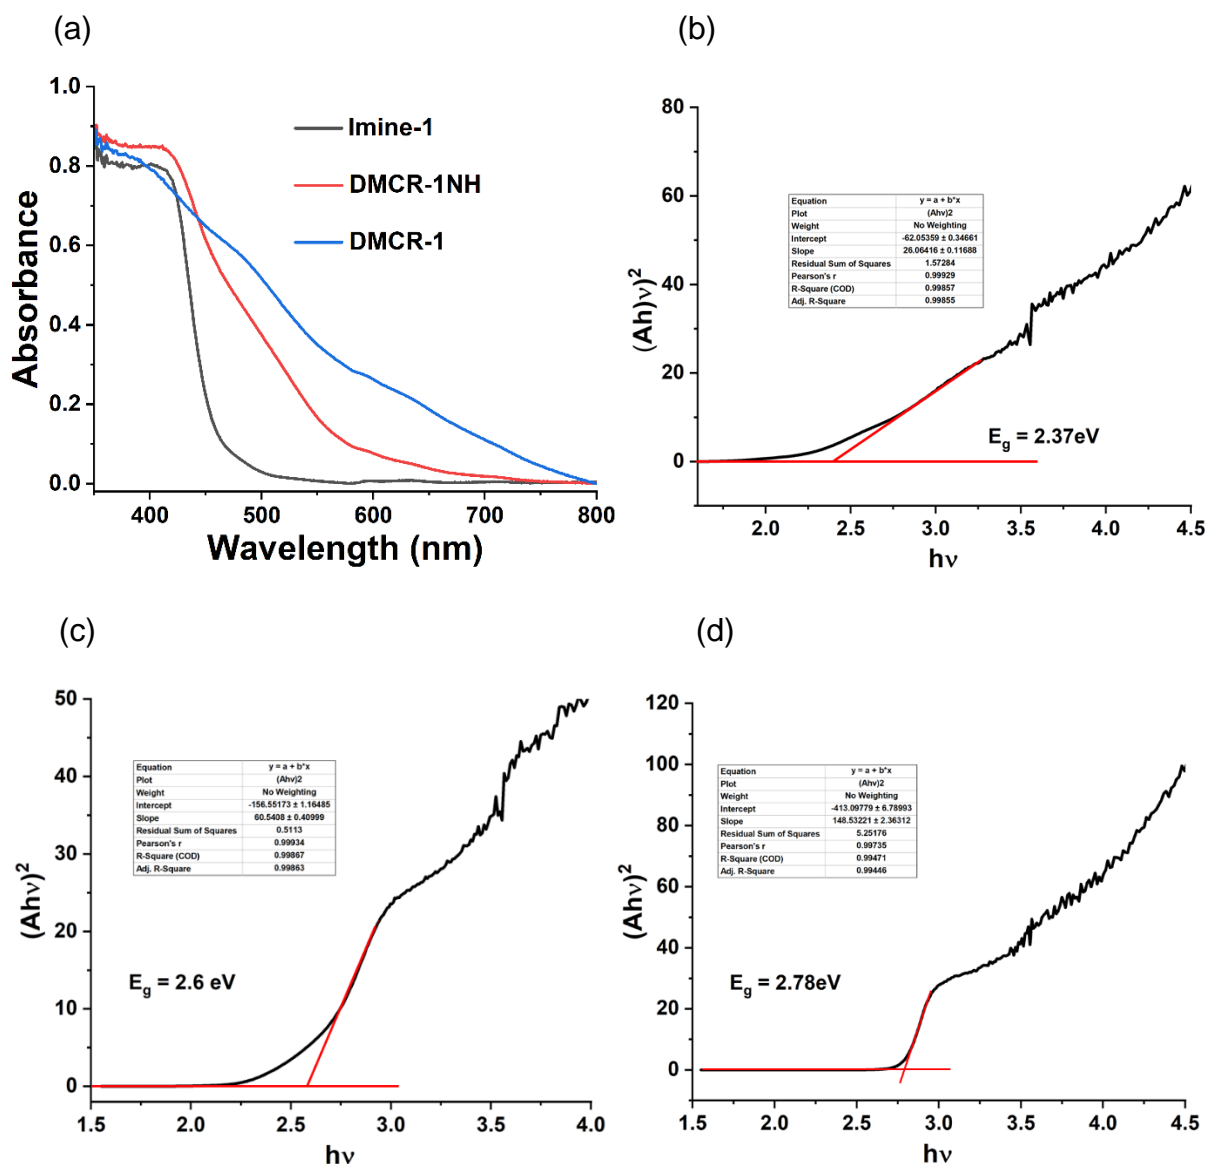 (a)
1.0
0.8
0.6
0.4
0.2
0.0
Absorbance
Imine-1
DMCR-1NH
DMCR-1
400 500 600 700 800
Wavelength (nm)
(b)
80
60
40
20
0
(Ah)ν)²
Equation y = a + b*x
Plot (Ahv)2
Weight No Weighting
Intercept -62.05359 ± 0.34661
Slope 26.06416 ± 0.11688
Residual Sum of Squares 1.57284
Pearson's r 0.99929
R-Square (COD) 0.99857
Adj. R-Square 0.99855
E_g = 2.37eV
2.0 2.5 3.0 3.5 4.0 4.5
hν
(c)
50
40
30
20
10
0
(Ahν)²
Equation y = a + b*x
Plot (Ahv)2
Weight No Weighting
Intercept -156.55173 ± 1.16485
Slope 60.5408 ± 0.40999
Residual Sum of Squares 0.5113
Pearson's r 0.99934
R-Square (COD) 0.99867
Adj. R-Square 0.99863
E_g = 2.6 eV
1.5 2.0 2.5 3.0 3.5 4.0
hν
(d)
120
100
80
60
40
20
0
(Ahν)²
Equation y = a + b*x
Plot (Ahv)2
Weight No Weighting
Intercept -413.09779 ± 6.78993
Slope 148.53221 ± 2.36312
Residual Sum of Squares 5.25176
Pearson's r 0.99735
R-Square (COD) 0.99471
Adj. R-Square 0.99446
E_g = 2.78eV
1.5 2.0 2.5 3.0 3.5 4.0 4.5
hν